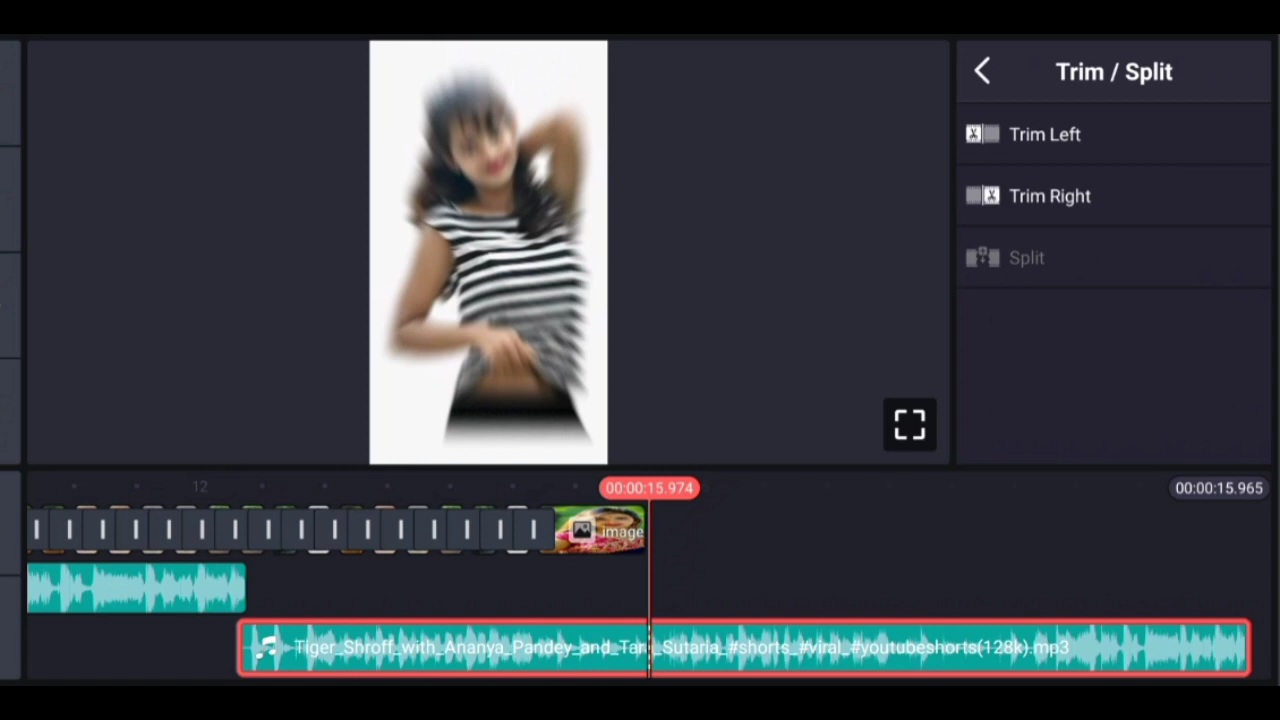 Trim / Split
Trim Left
Trim Right
Split
12
00:00:15.974
00:00:15.965
image
Tiger_Shroff_with_Ananya_Pandey_and_Tar _Sutaria_#shorts_#viral_#youtubeshorts(128k).mp3